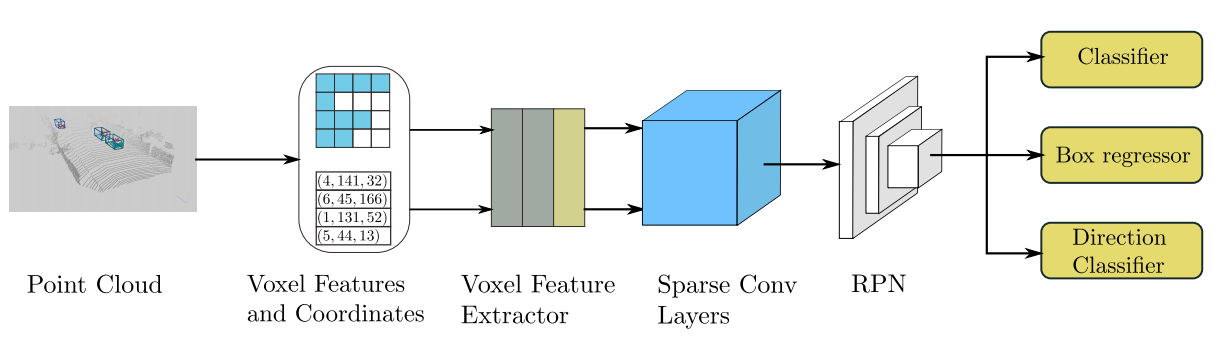 Classifier
Box regressor
Direction
Classifier
(4, 141, 32)
(6, 45, 166)
(1, 131, 52)
(5, 44, 13)
Point Cloud
Voxel Features
and Coordinates
Voxel Feature
Extractor
Sparse Conv
Layers
RPN